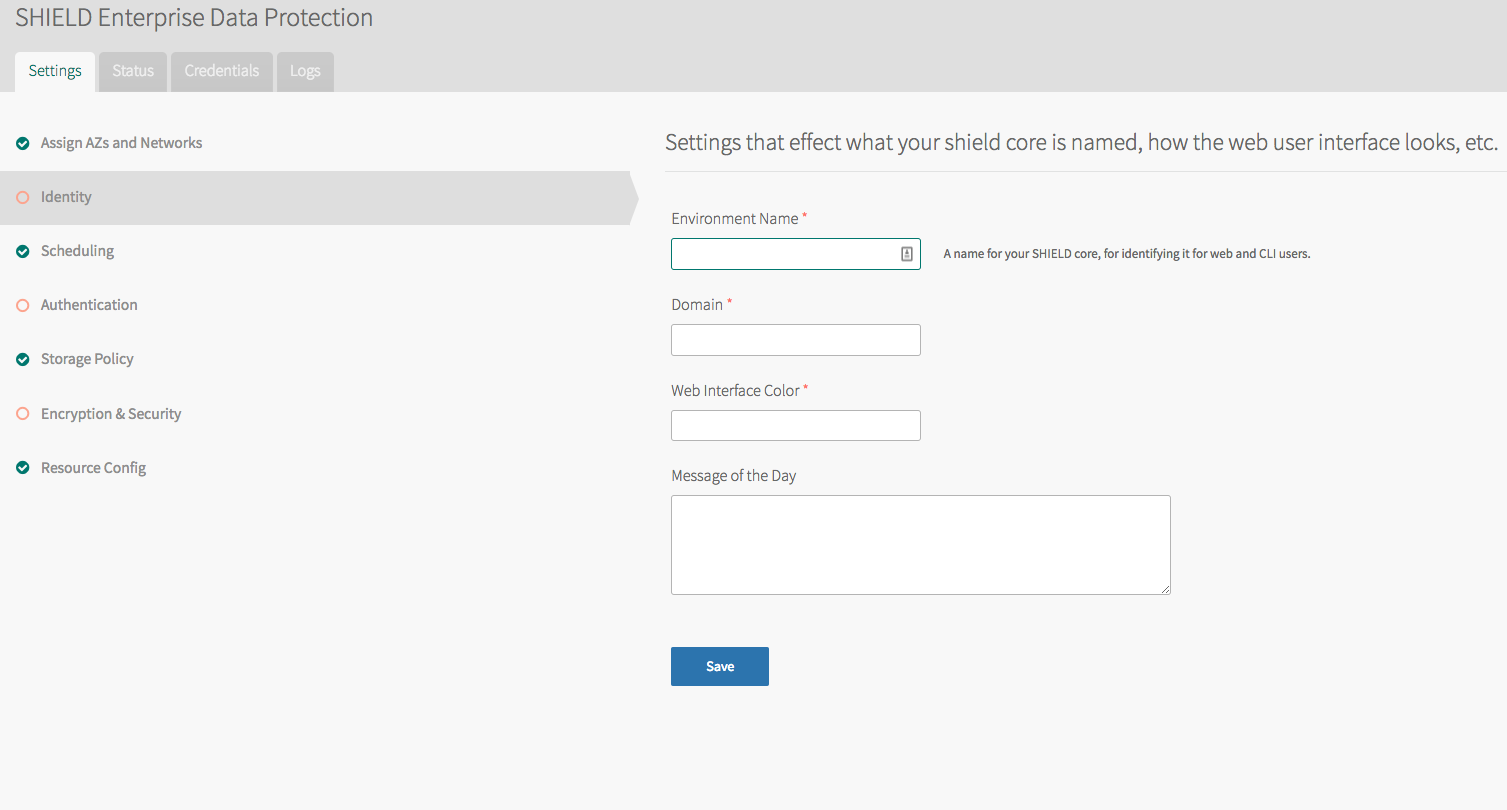 SHIELD Enterprise Data Protection
Settings Status Credentials Logs
Assign AZs and Networks
Identity
Scheduling
Authentication
Storage Policy
Encryption & Security
Resource Config
Settings that effect what your shield core is named, how the web user interface looks, etc.
Environment Name *
A name for your SHIELD core, for identifying it for web and CLI users.
Domain *
Web Interface Color *
Message of the Day
Save